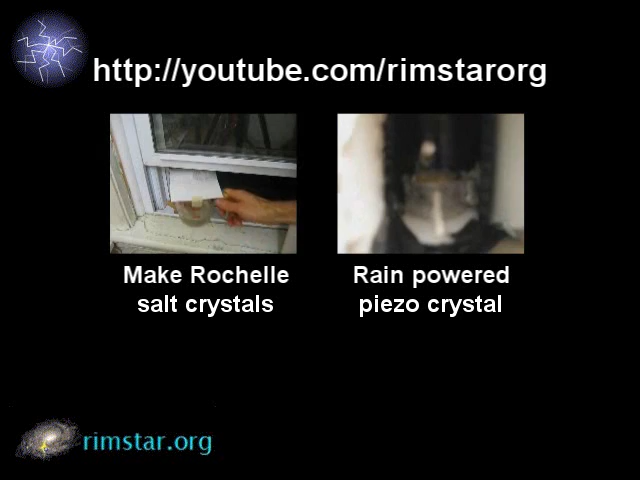 http://youtube.com/rimstarorg
Make Rochelle
salt crystals
Rain powered
piezo crystal
rimstar.org